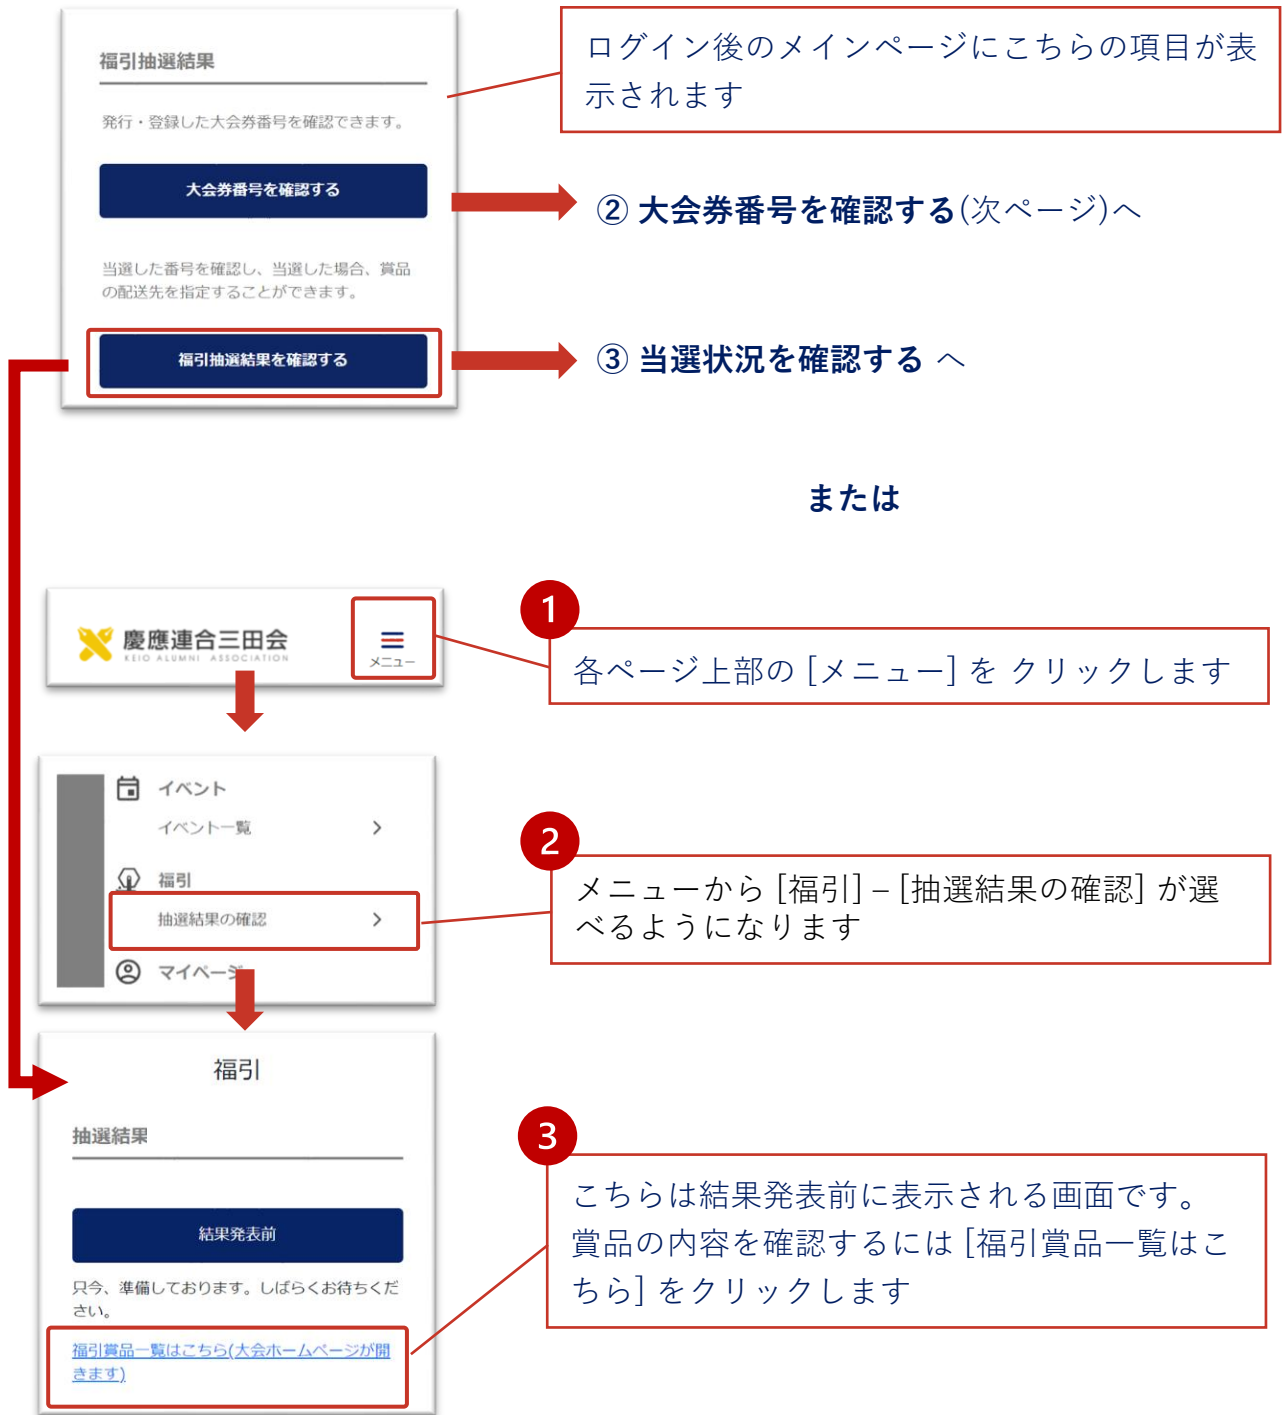 福引抽選結果
発行・登録した大会券番号を確認できます。
大会券番号を確認する
当選した番号を確認し、当選した場合、賞品
の配送先を指定することができます。
福引抽選結果を確認する
ログイン後のメインページにこちらの項目が表
示されます
② 大会券番号を確認する(次ページ)へ
③ 当選状況を確認する へ
または
慶應連合三田会
KEIO ALUMNI ASSOCIATION
メニュー
1
各ページ上部の [メニュー] を クリックします
イベント
イベント一覧
福引
抽選結果の確認
マイページ
2
メニューから [福引] – [抽選結果の確認] が選
べるようになります
福引
抽選結果
結果発表前
只今、準備しております。しばらくお待ちくだ
さい。
福引賞品一覧はこちら(大会ホームページが開
きます)
3
こちらは結果発表前に表示される画面です。
賞品の内容を確認するには [福引賞品一覧はこ
ちら] をクリックします